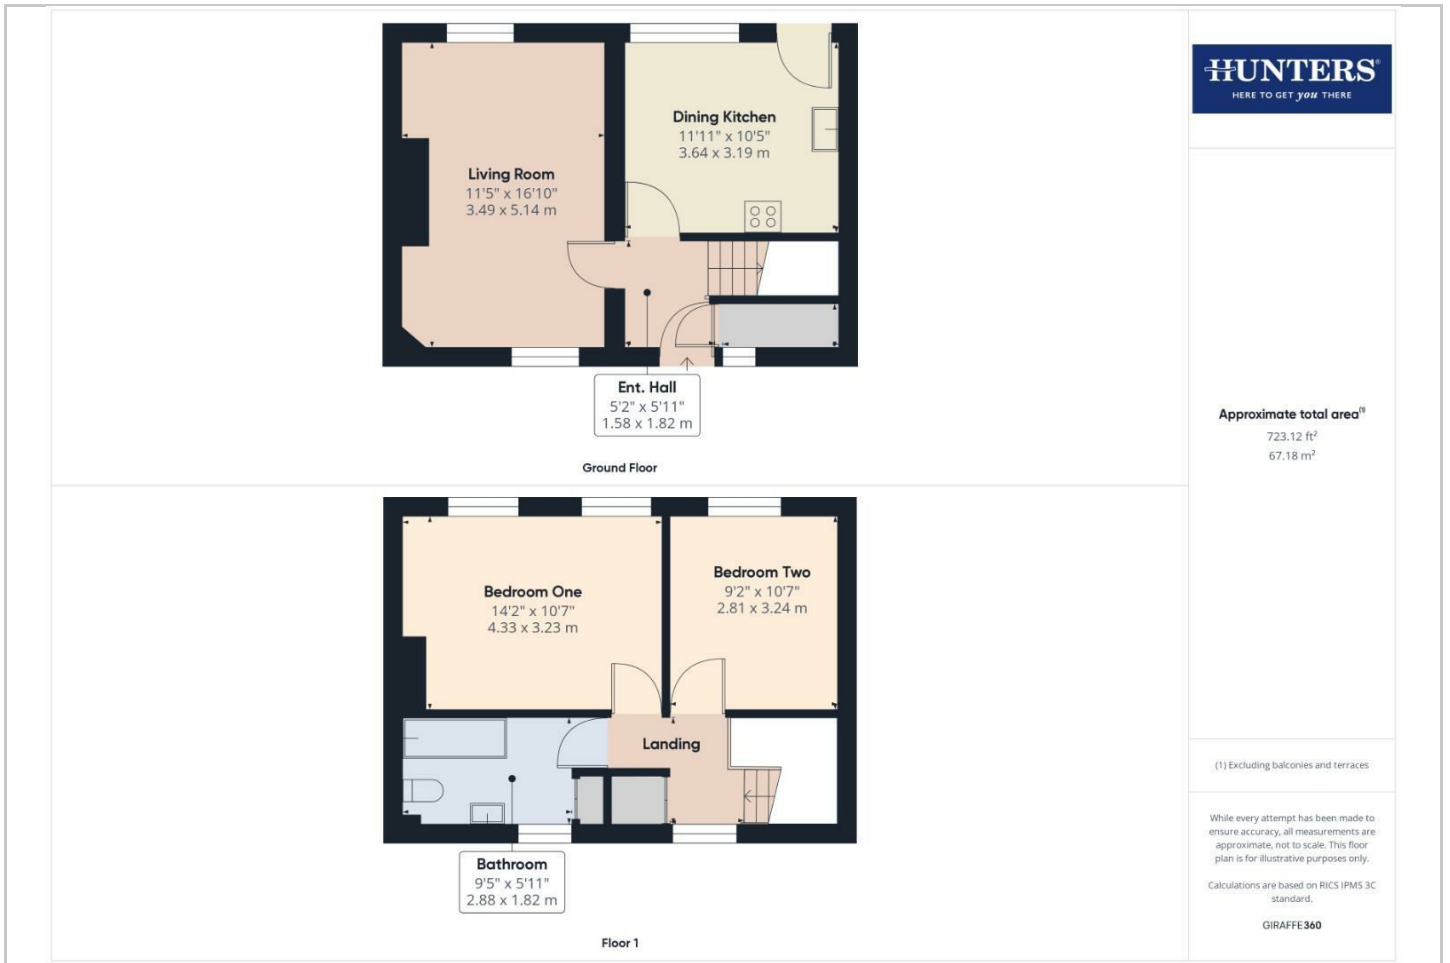 Living Room
11'5" x 16'10"
3.49 x 5.14 m
Dining Kitchen
11'11" x 10'5"
3.64 x 3.19 m
Ent. Hall
5'2" x 5'11"
1.58 x 1.82 m
Ground Floor
Bedroom One
14'2" x 10'7"
4.33 x 3.23 m
Bedroom Two
9'2" x 10'7"
2.81 x 3.24 m
Landing
Bathroom
9'5" x 5'11"
2.88 x 1.82 m
Floor 1
HUNTERS®
HERE TO GET you THERE
Approximate total area(1)
723.12 ft²
67.18 m²
(1) Excluding balconies and terraces
While every attempt has been made to
ensure accuracy, all measurements are
approximate, not to scale. This floor
plan is for illustrative purposes only.
Calculations are based on RICS IPMS 3C
standard.
GIRAFFE360